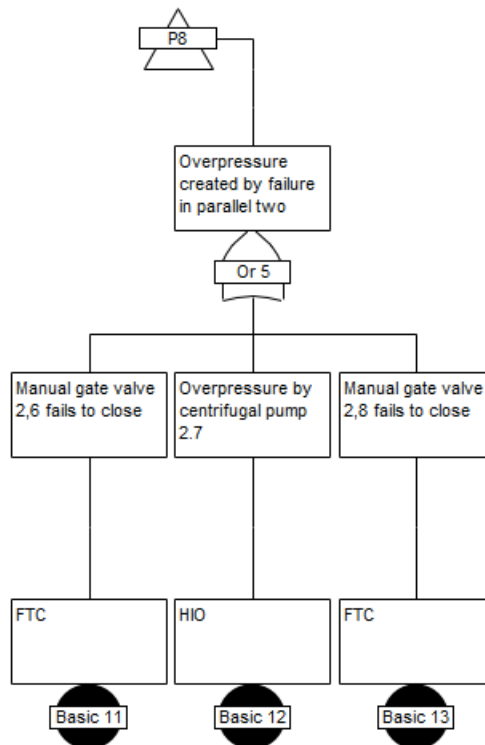 P8
Overpressure
created by failure
in parallel two
Or 5
Manual gate valve
2,6 fails to close
Overpressure by
centrifugal pump
2.7
Manual gate valve
2,8 fails to close
FTC
HIO
FTC
Basic 11
Basic 12
Basic 13